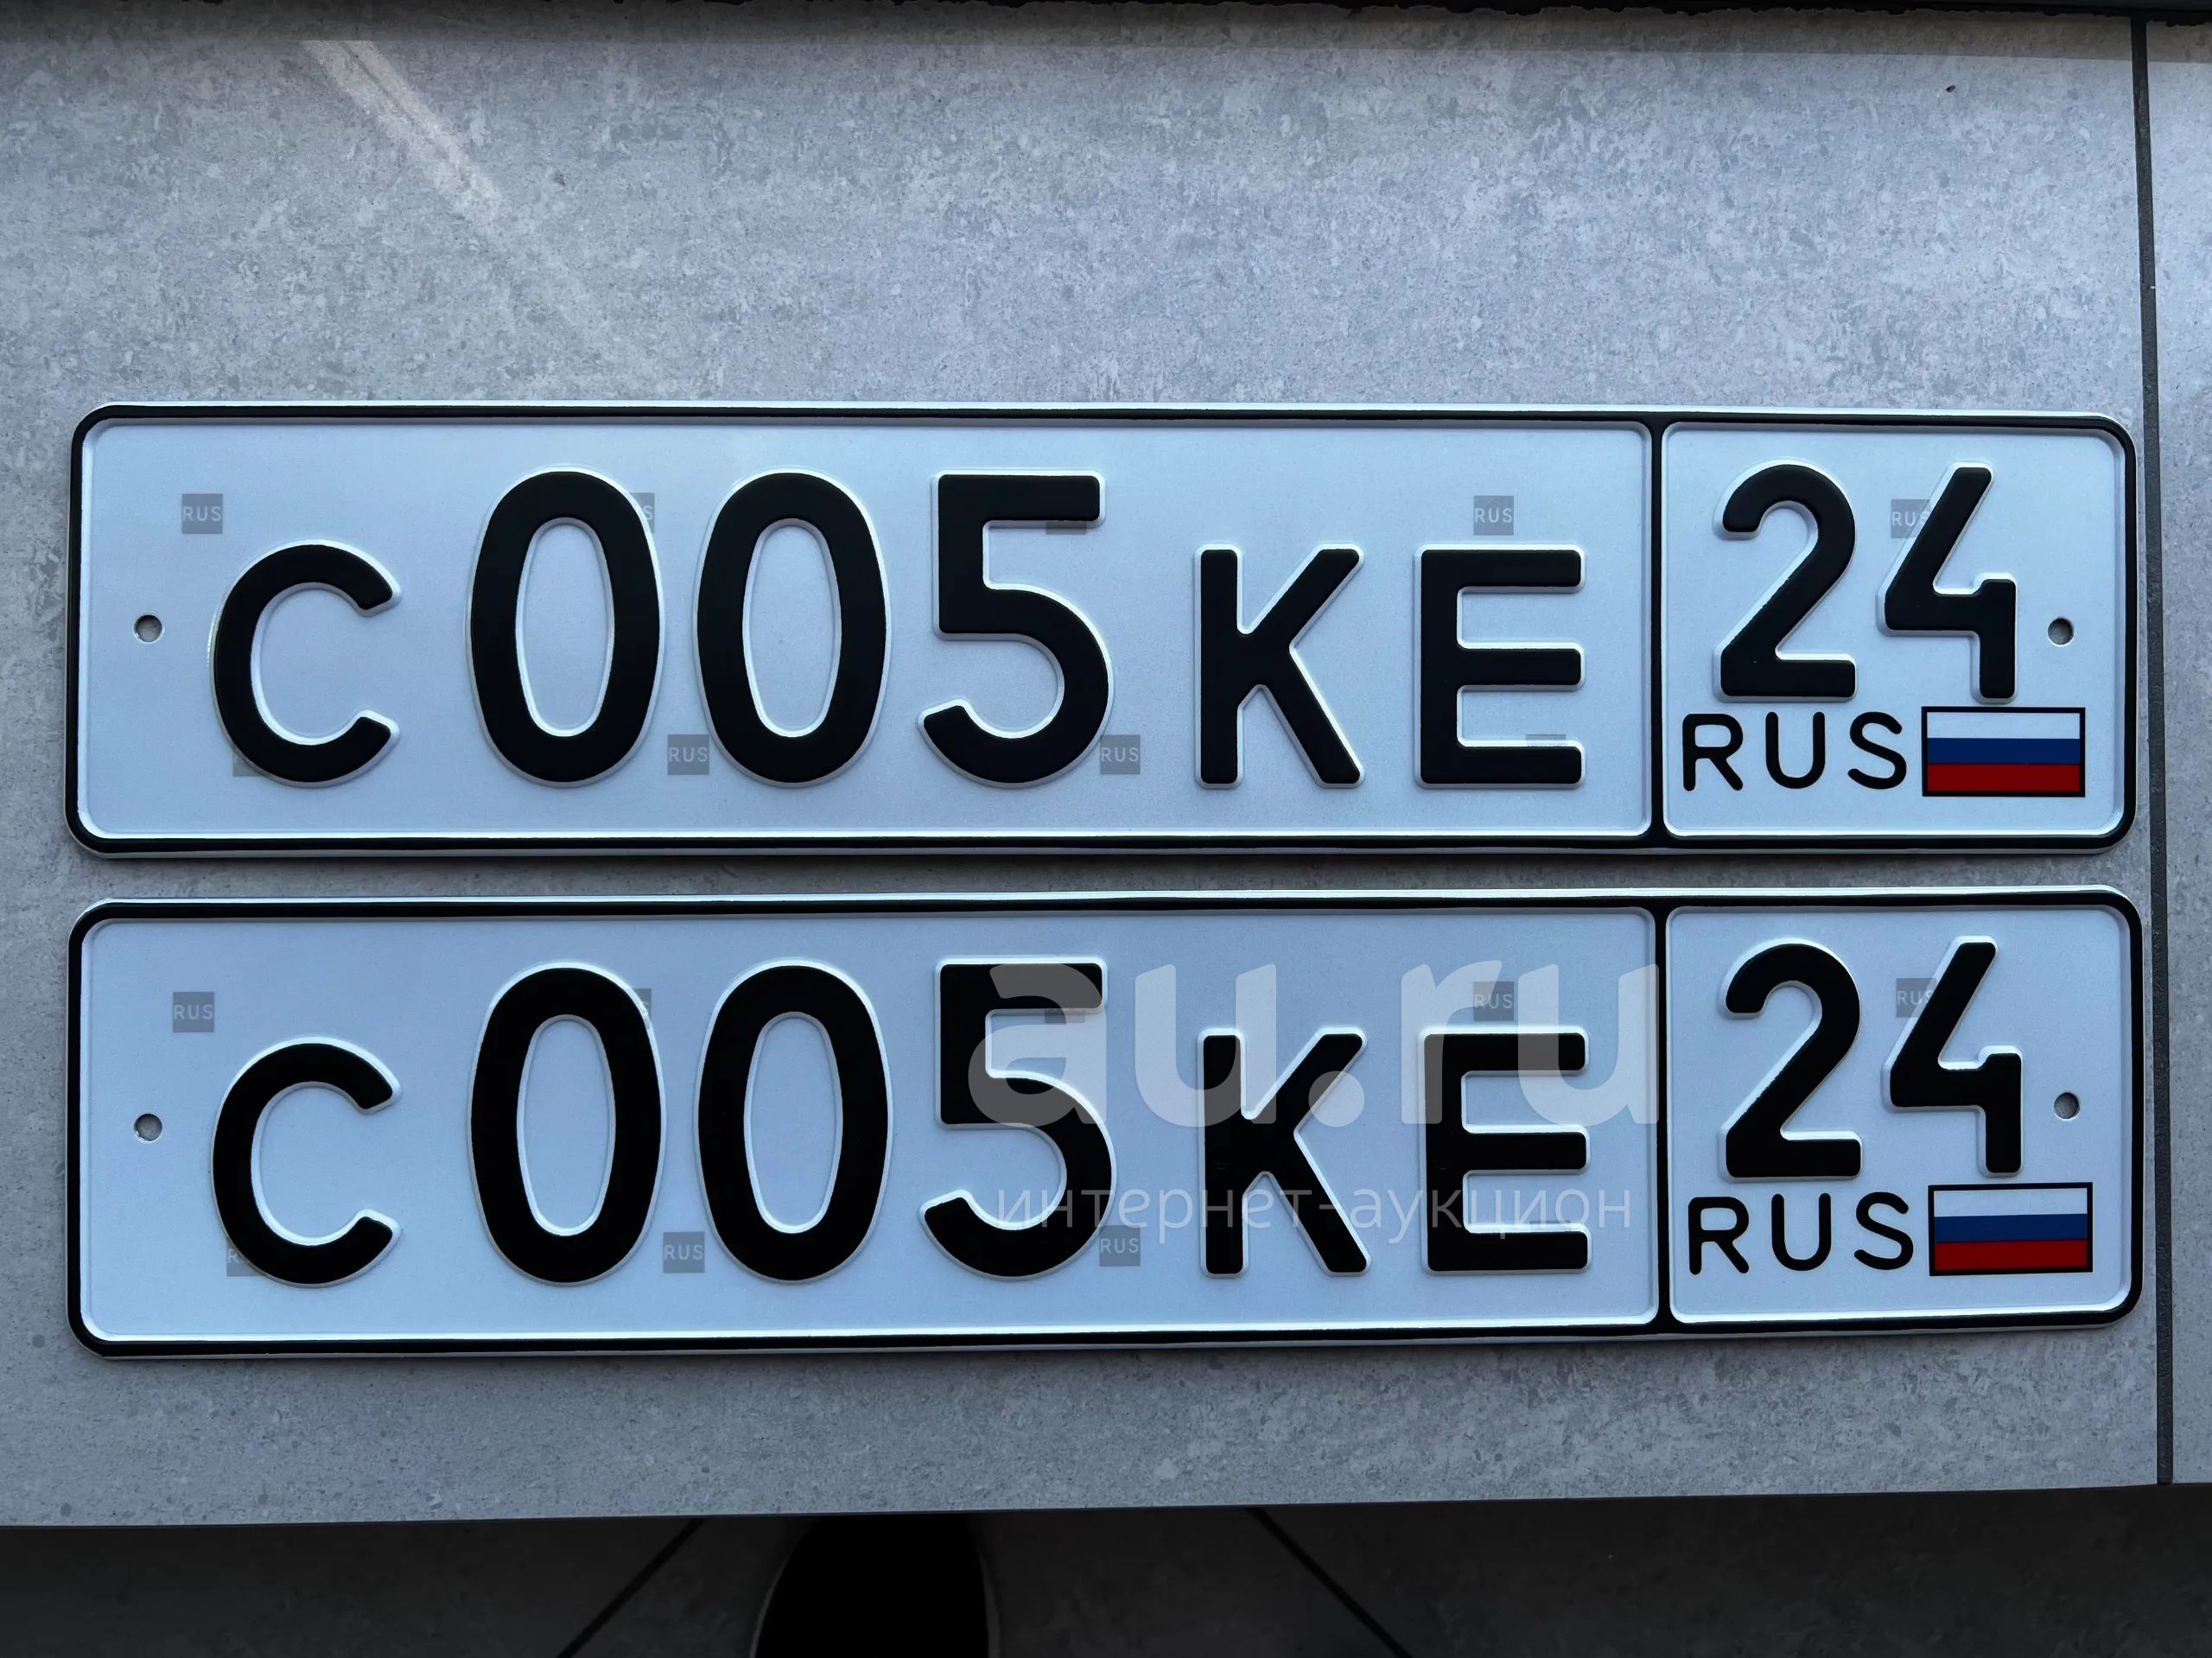 С005КЕ 24
RUS
С005КЕ 24
RUS
au.ru
интернет-аукцион